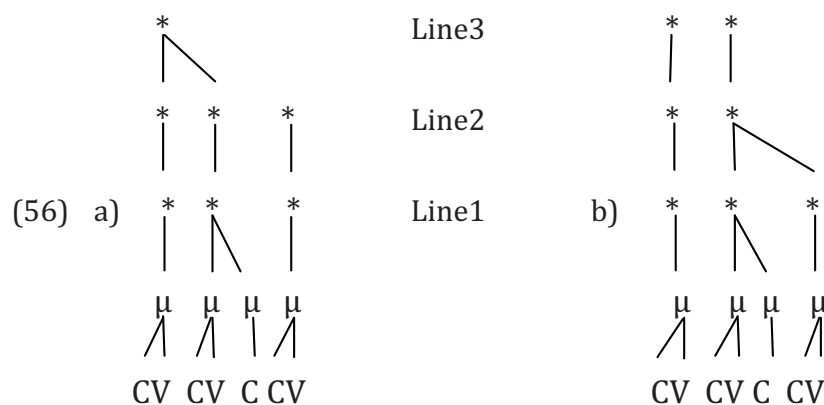 * Line3 * *
* * * Line2 * *
(56) a) * * * Line1 b) * * *
μ μ μ μ μ μ μ μ
CV CV C CV CV CV C CV